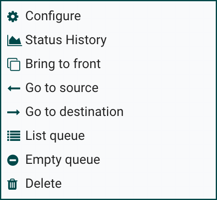 Configure
Status History
Bring to front
Go to source
Go to destination
List queue
Empty queue
Delete